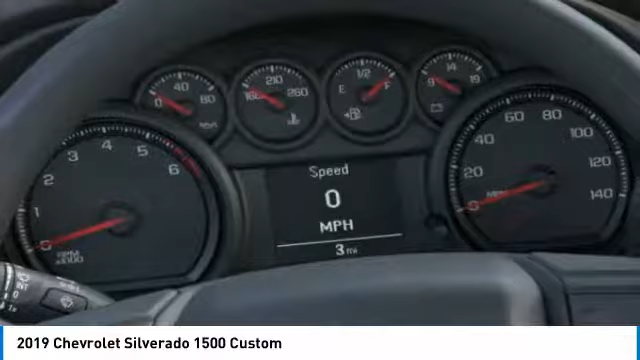 0 40 80
160 210 260
E 1/2 F
9 14 19
0 1 2 3 4 5 6
x1000
Speed
0
MPH
3 mi
0 20 40 60 80 100 120 140
MPH
2019 Chevrolet Silverado 1500 Custom